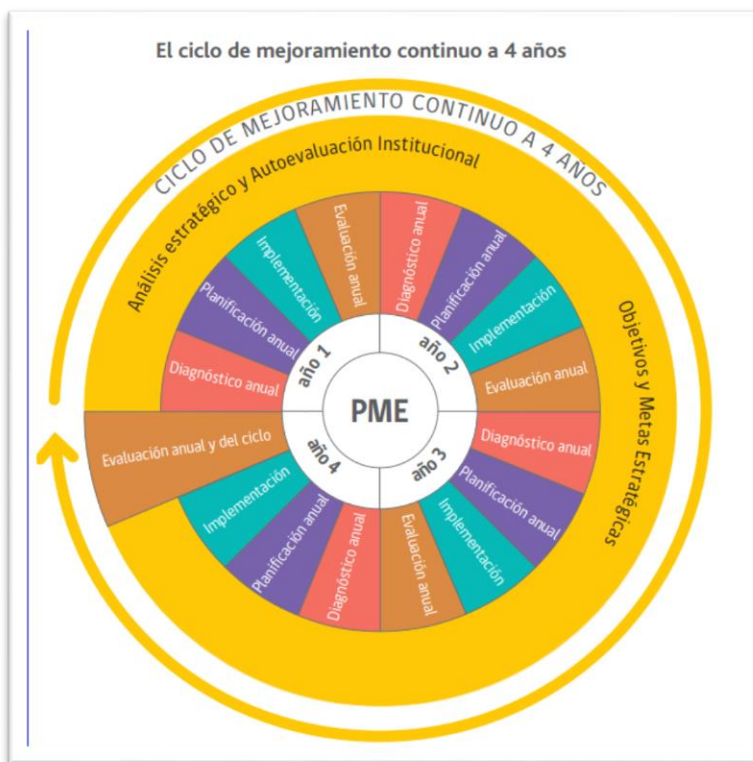 El ciclo de mejoramiento continuo a 4 años
CICLO DE MEJORAMIENTO CONTINUO A 4 AÑOS
Análisis estratégico y Autoevaluación Institucional
Objetivos y Metas Estratégicas
PME
año 1
Diagnóstico anual
Planificación anual
Implementación
Evaluación anual
año 2
Diagnóstico anual
Planificación anual
Implementación
Evaluación anual
año 3
Diagnóstico anual
Planificación anual
Implementación
Evaluación anual
año 4
Diagnóstico anual
Planificación anual
Implementación
Evaluación anual y del ciclo